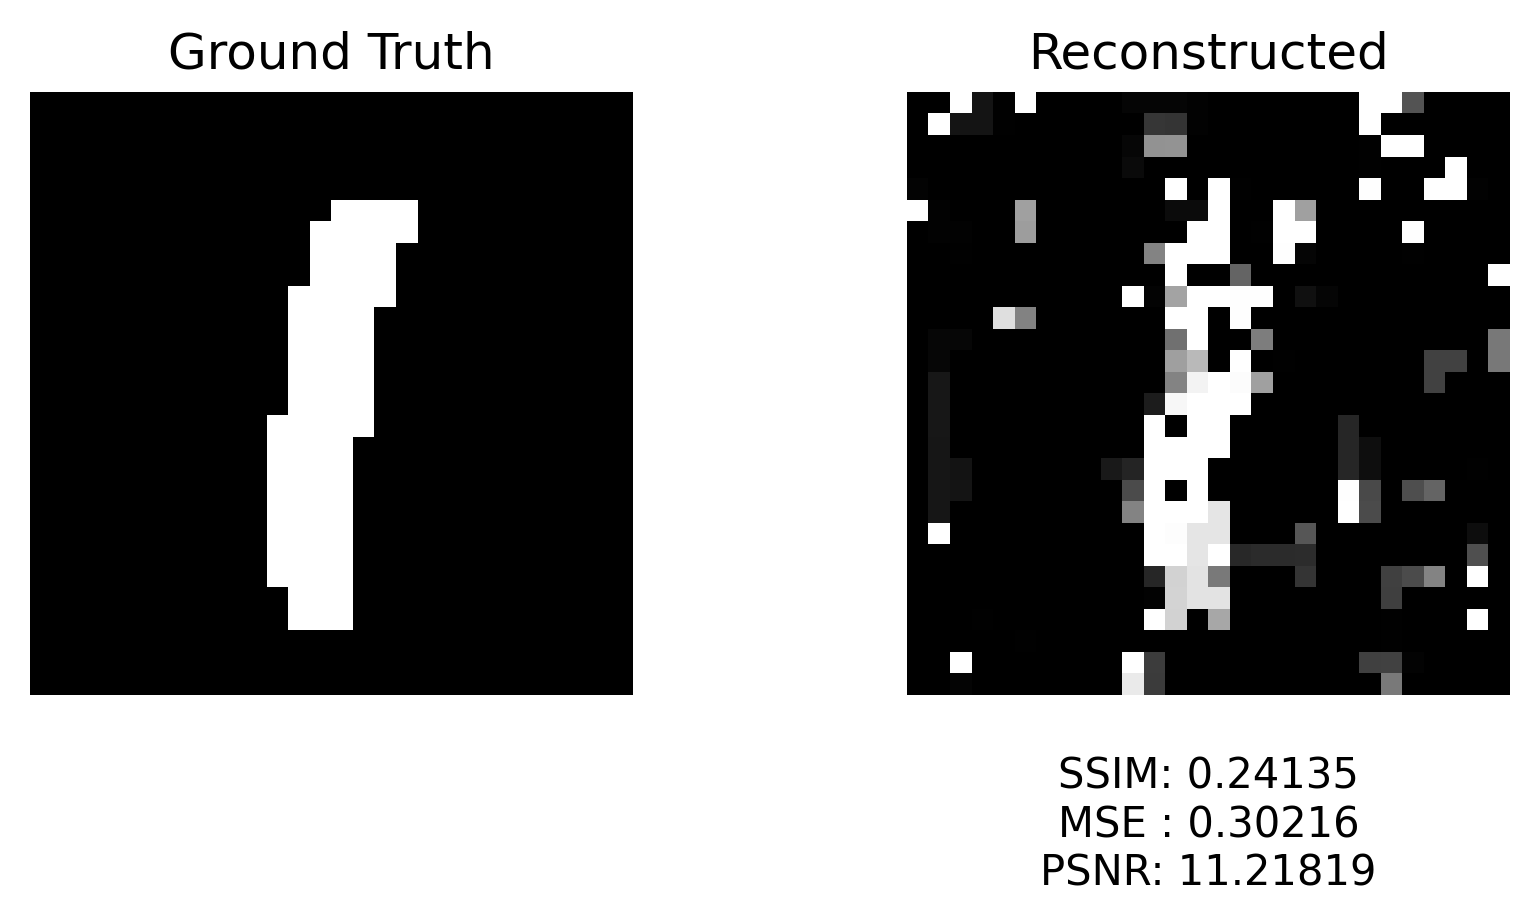 Ground Truth
Reconstructed
SSIM: 0.24135
MSE : 0.30216
PSNR: 11.21819